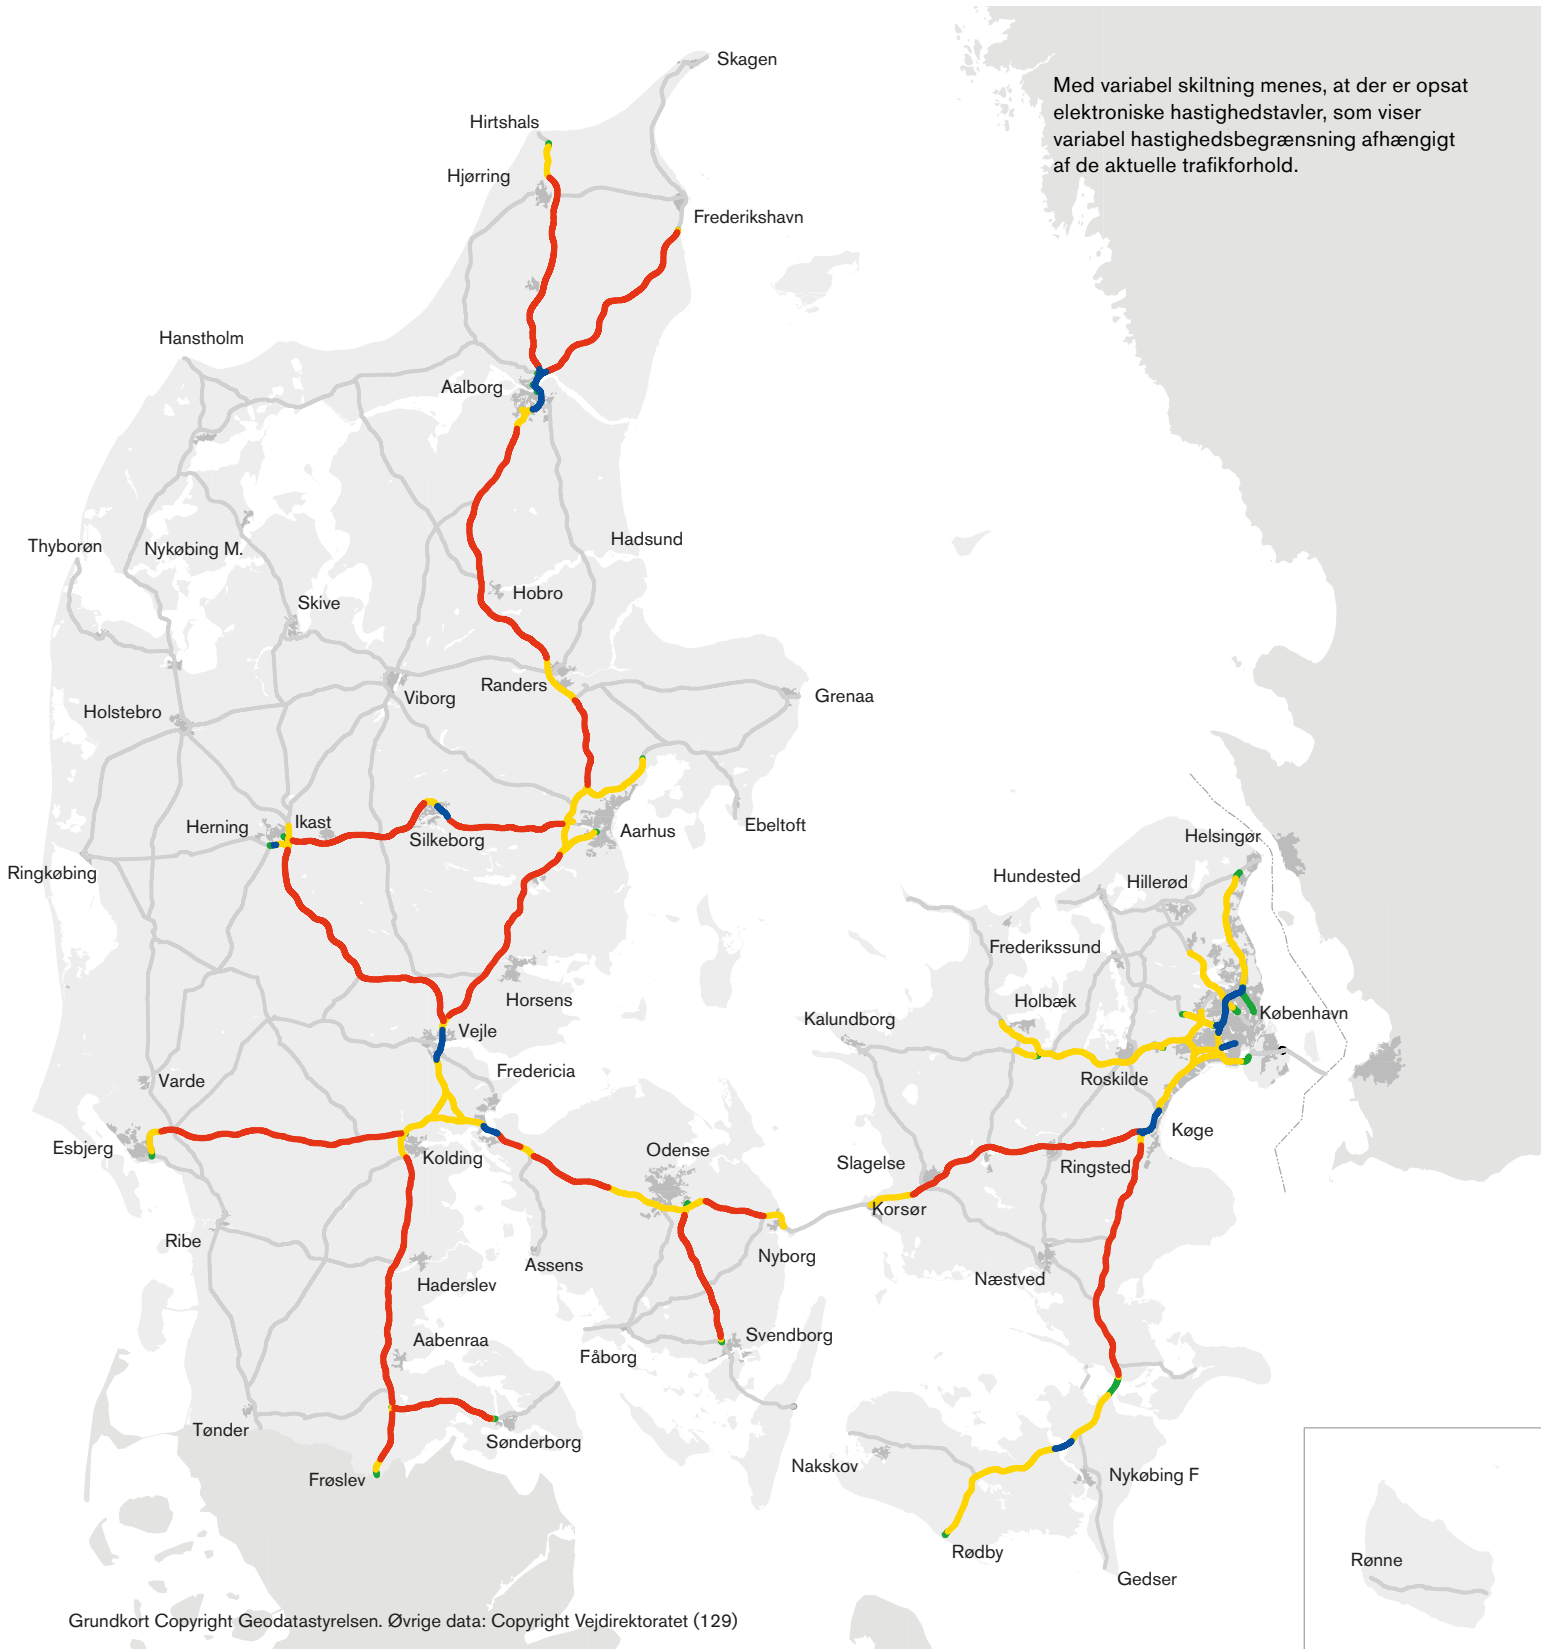 Skagen
Med variabel skiltning menes, at der er opsat
elektroniske hastighedstavler, som viser
variabel hastighedsbegrænsning afhængigt
af de aktuelle trafikforhold.
Hirtshals
Hjørring
Frederikshavn
Hanstholm
Aalborg
Thyborøn
Nykøbing M.
Hadsund
Hobro
Skive
Randers
Viborg
Grenaa
Holstebro
Herning
Ikast
Silkeborg
Aarhus
Ebeltoft
Helsingør
Ringkøbing
Hundested
Hillerød
Frederikssund
Horsens
Holbæk
København
Kalundborg
Vejle
Fredericia
Varde
Roskilde
Esbjerg
Kolding
Odense
Køge
Slagelse
Ringsted
Korsør
Ribe
Nyborg
Assens
Haderslev
Næstved
Aabenraa
Svendborg
Fåborg
Tønder
Sønderborg
Nakskov
Nykøbing F
Frøslev
Rødby
Rønne
Gedser
Grundkort Copyright Geodatastyrelsen. Øvrige data: Copyright Vejdirektoratet (129)